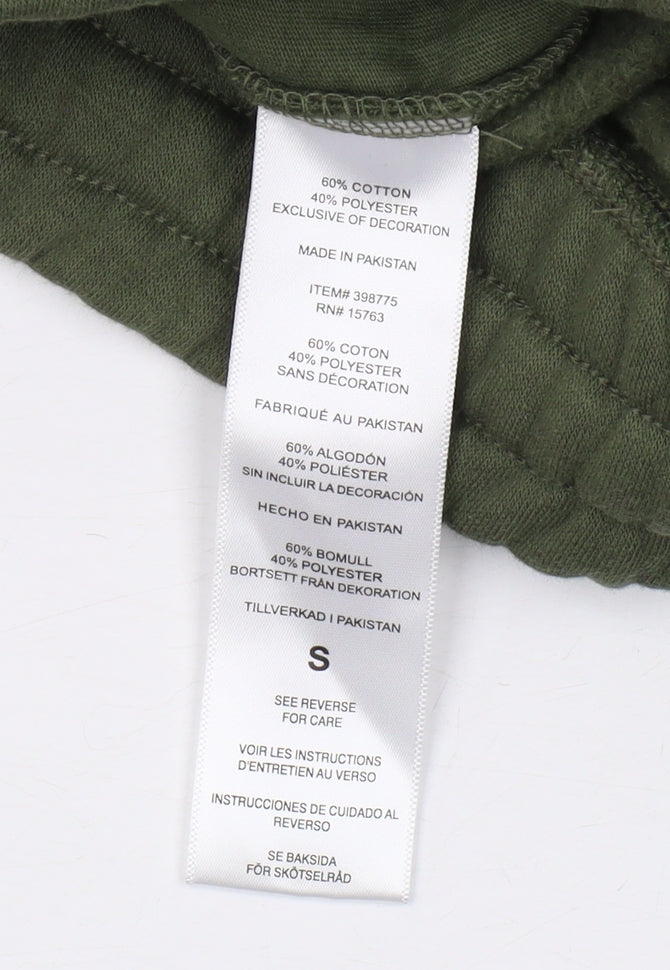 60% COTTON
40% POLYESTER
EXCLUSIVE OF DECORATION
MADE IN PAKISTAN
ITEM# 398775
RN# 15763
60% COTON
40% POLYESTER
SANS DÉCORATION
FABRIQUÉ AU PAKISTAN
60% ALGODÓN
40% POLIÉSTER
SIN INCLUIR LA DECORACIÓN
HECHO EN PAKISTAN
60% BOMULL
40% POLYESTER
BORTSETT FRÅN DEKORATION
TILLVERKAD I PAKISTAN
S
SEE REVERSE
FOR CARE
VOIR LES INSTRUCTIONS
D'ENTRETIEN AU VERSO
INSTRUCCIONES DE CUIDADO AL
REVERSO
SE BAKSIDA
FÖR SKÖTSELRÅD